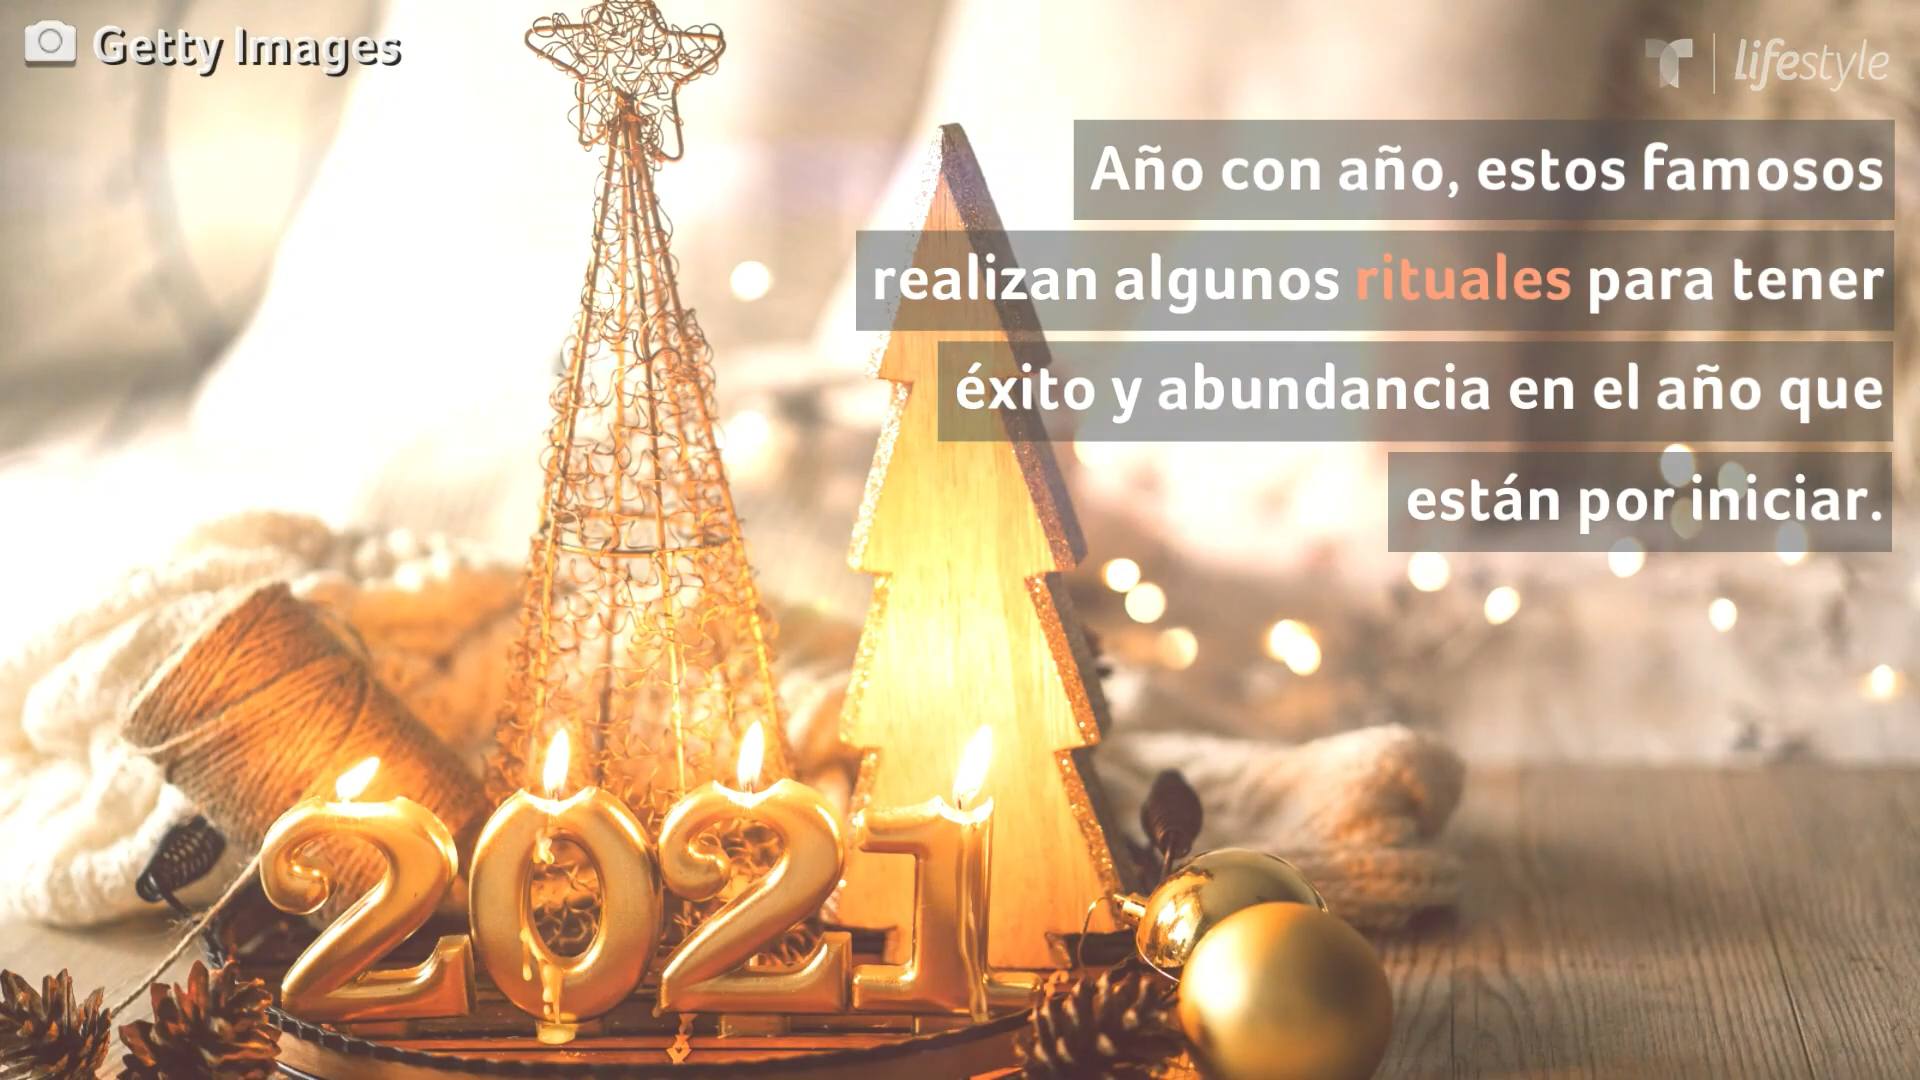 Getty Images
lifestyle
Año con año, estos famosos
realizan algunos rituales para tener
éxito y abundancia en el año que
están por iniciar.
2021